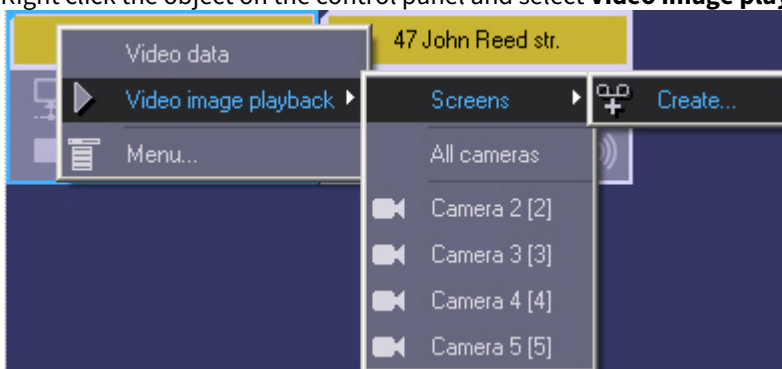 Right click the object on the control panel and select Video image play
47 John Reed str.
Video data
Video image playback
Menu...
Screens
All cameras
Camera 2 [2]
Camera 3 [3]
Camera 4 [4]
Camera 5 [5]
Create...